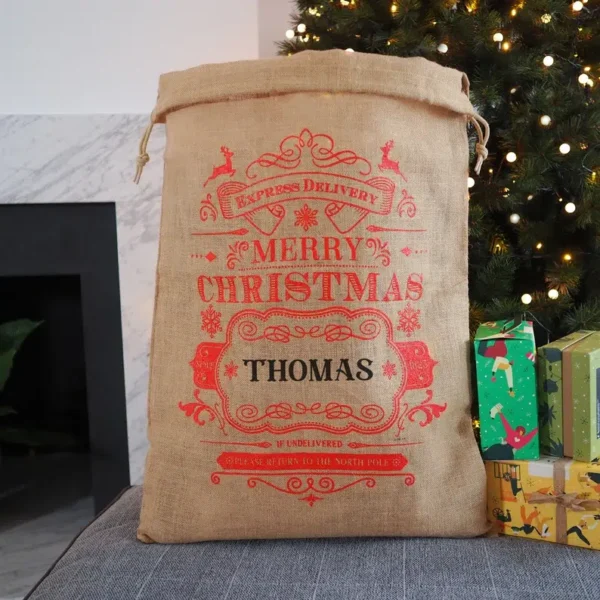 EXPRESS DELIVERY
MERRY
CHRISTMAS
THOMAS
IF UNDELIVERED
PLEASE RETURN TO THE NORTH POLE